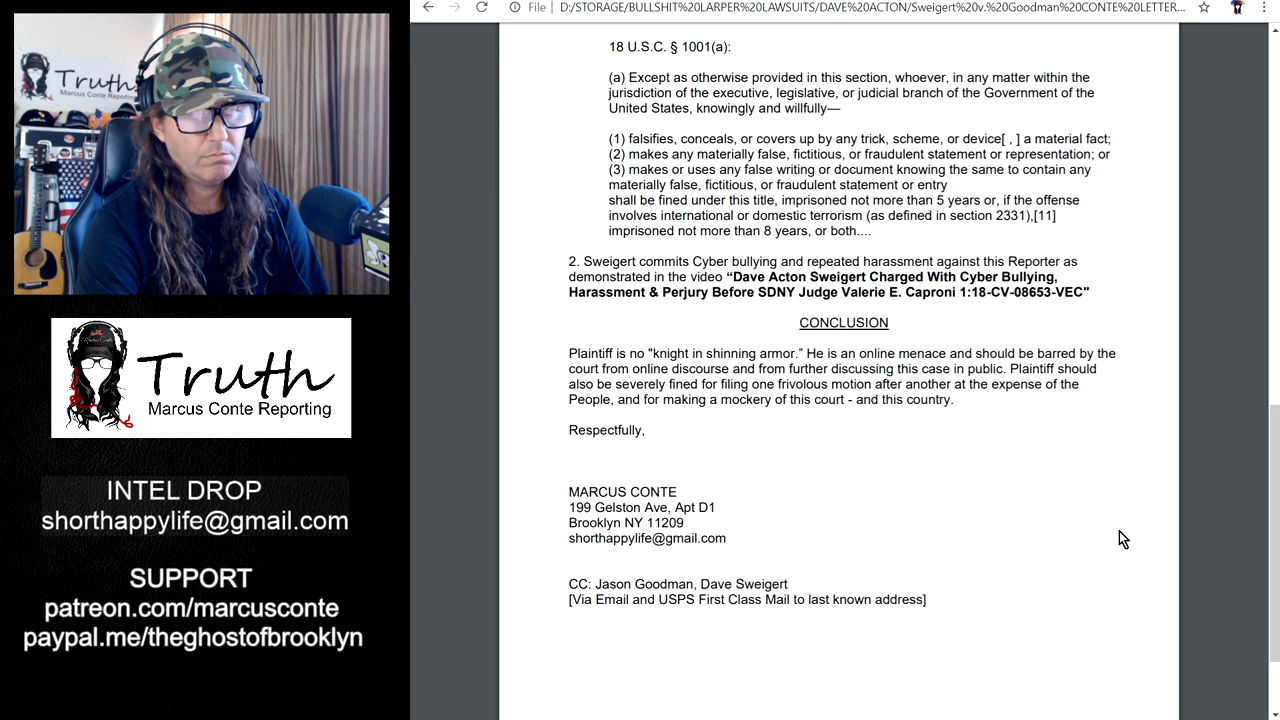 File | D:/STORAGE/BULLSHIT%20LARPER%20LAWSUITS/DAVE%20ACTON/Sweigert%20v.%20Goodman%20CONTE%20LETTER...
Truth
Marcus Conte Reporting
18 U.S.C. § 1001(a):
(a) Except as otherwise provided in this section, whoever, in any matter within the
jurisdiction of the executive, legislative, or judicial branch of the Government of the
United States, knowingly and willfully—
(1) falsifies, conceals, or covers up by any trick, scheme, or device[ , ] a material fact;
(2) makes any materially false, fictitious, or fraudulent statement or representation; or
(3) makes or uses any false writing or document knowing the same to contain any
materially false, fictitious, or fraudulent statement or entry
shall be fined under this title, imprisoned not more than 5 years or, if the offense
involves international or domestic terrorism (as defined in section 2331),[11]
imprisoned not more than 8 years, or both....
2. Sweigert commits Cyber bullying and repeated harassment against this Reporter as
demonstrated in the video “Dave Acton Sweigert Charged With Cyber Bullying,
Harassment & Perjury Before SDNY Judge Valerie E. Caproni 1:18-CV-08653-VEC"
CONCLUSION
Plaintiff is no "knight in shinning armor.” He is an online menace and should be barred by the
court from online discourse and from further discussing this case in public. Plaintiff should
also be severely fined for filing one frivolous motion after another at the expense of the
People, and for making a mockery of this court - and this country.
Respectfully,
MARCUS CONTE
199 Gelston Ave, Apt D1
Brooklyn NY 11209
shorthappylife@gmail.com
CC: Jason Goodman, Dave Sweigert
[Via Email and USPS First Class Mail to last known address]
Truth
Marcus Conte Reporting
INTEL DROP
shorthappylife@gmail.com
SUPPORT
patreon.com/marcusconte
paypal.me/theghostofbrooklyn